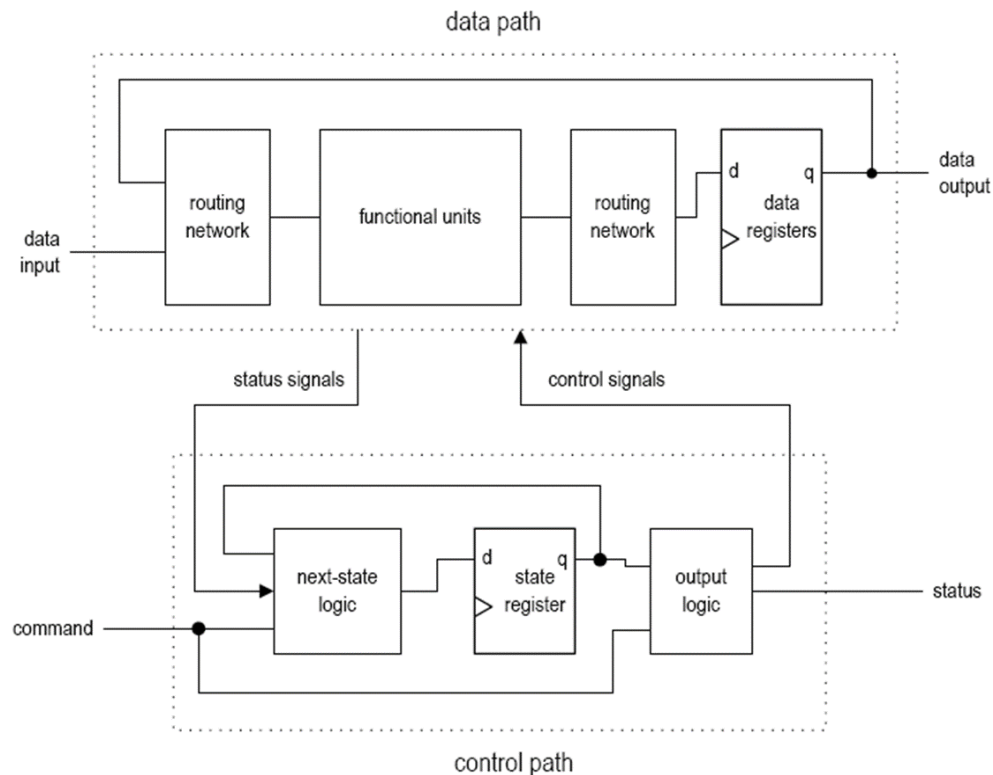 data path
routing
network
functional units
routing
network
d
q
data
registers
data
output
data
input
status signals
control signals
next-state
logic
d
q
state
register
output
logic
status
command
control path